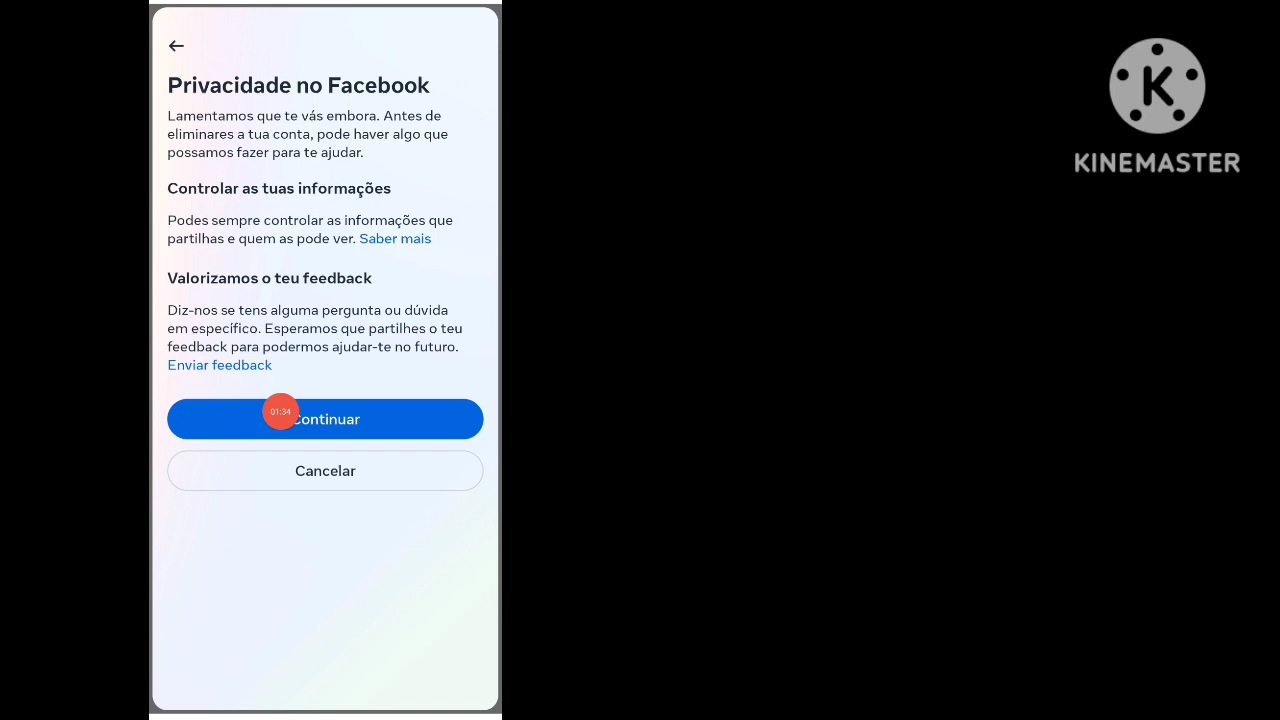 Privacidade no Facebook
Lamentamos que te vás embora. Antes de
eliminares a tua conta, pode haver algo que
possamos fazer para te ajudar.
Controlar as tuas informações
Podes sempre controlar as informações que
partilhas e quem as pode ver. Saber mais
Valorizamos o teu feedback
Diz-nos se tens alguma pergunta ou dúvida
em específico. Esperamos que partilhes o teu
feedback para podermos ajudar-te no futuro.
Enviar feedback
01:34
Continuar
Cancelar
K
KINEMASTER